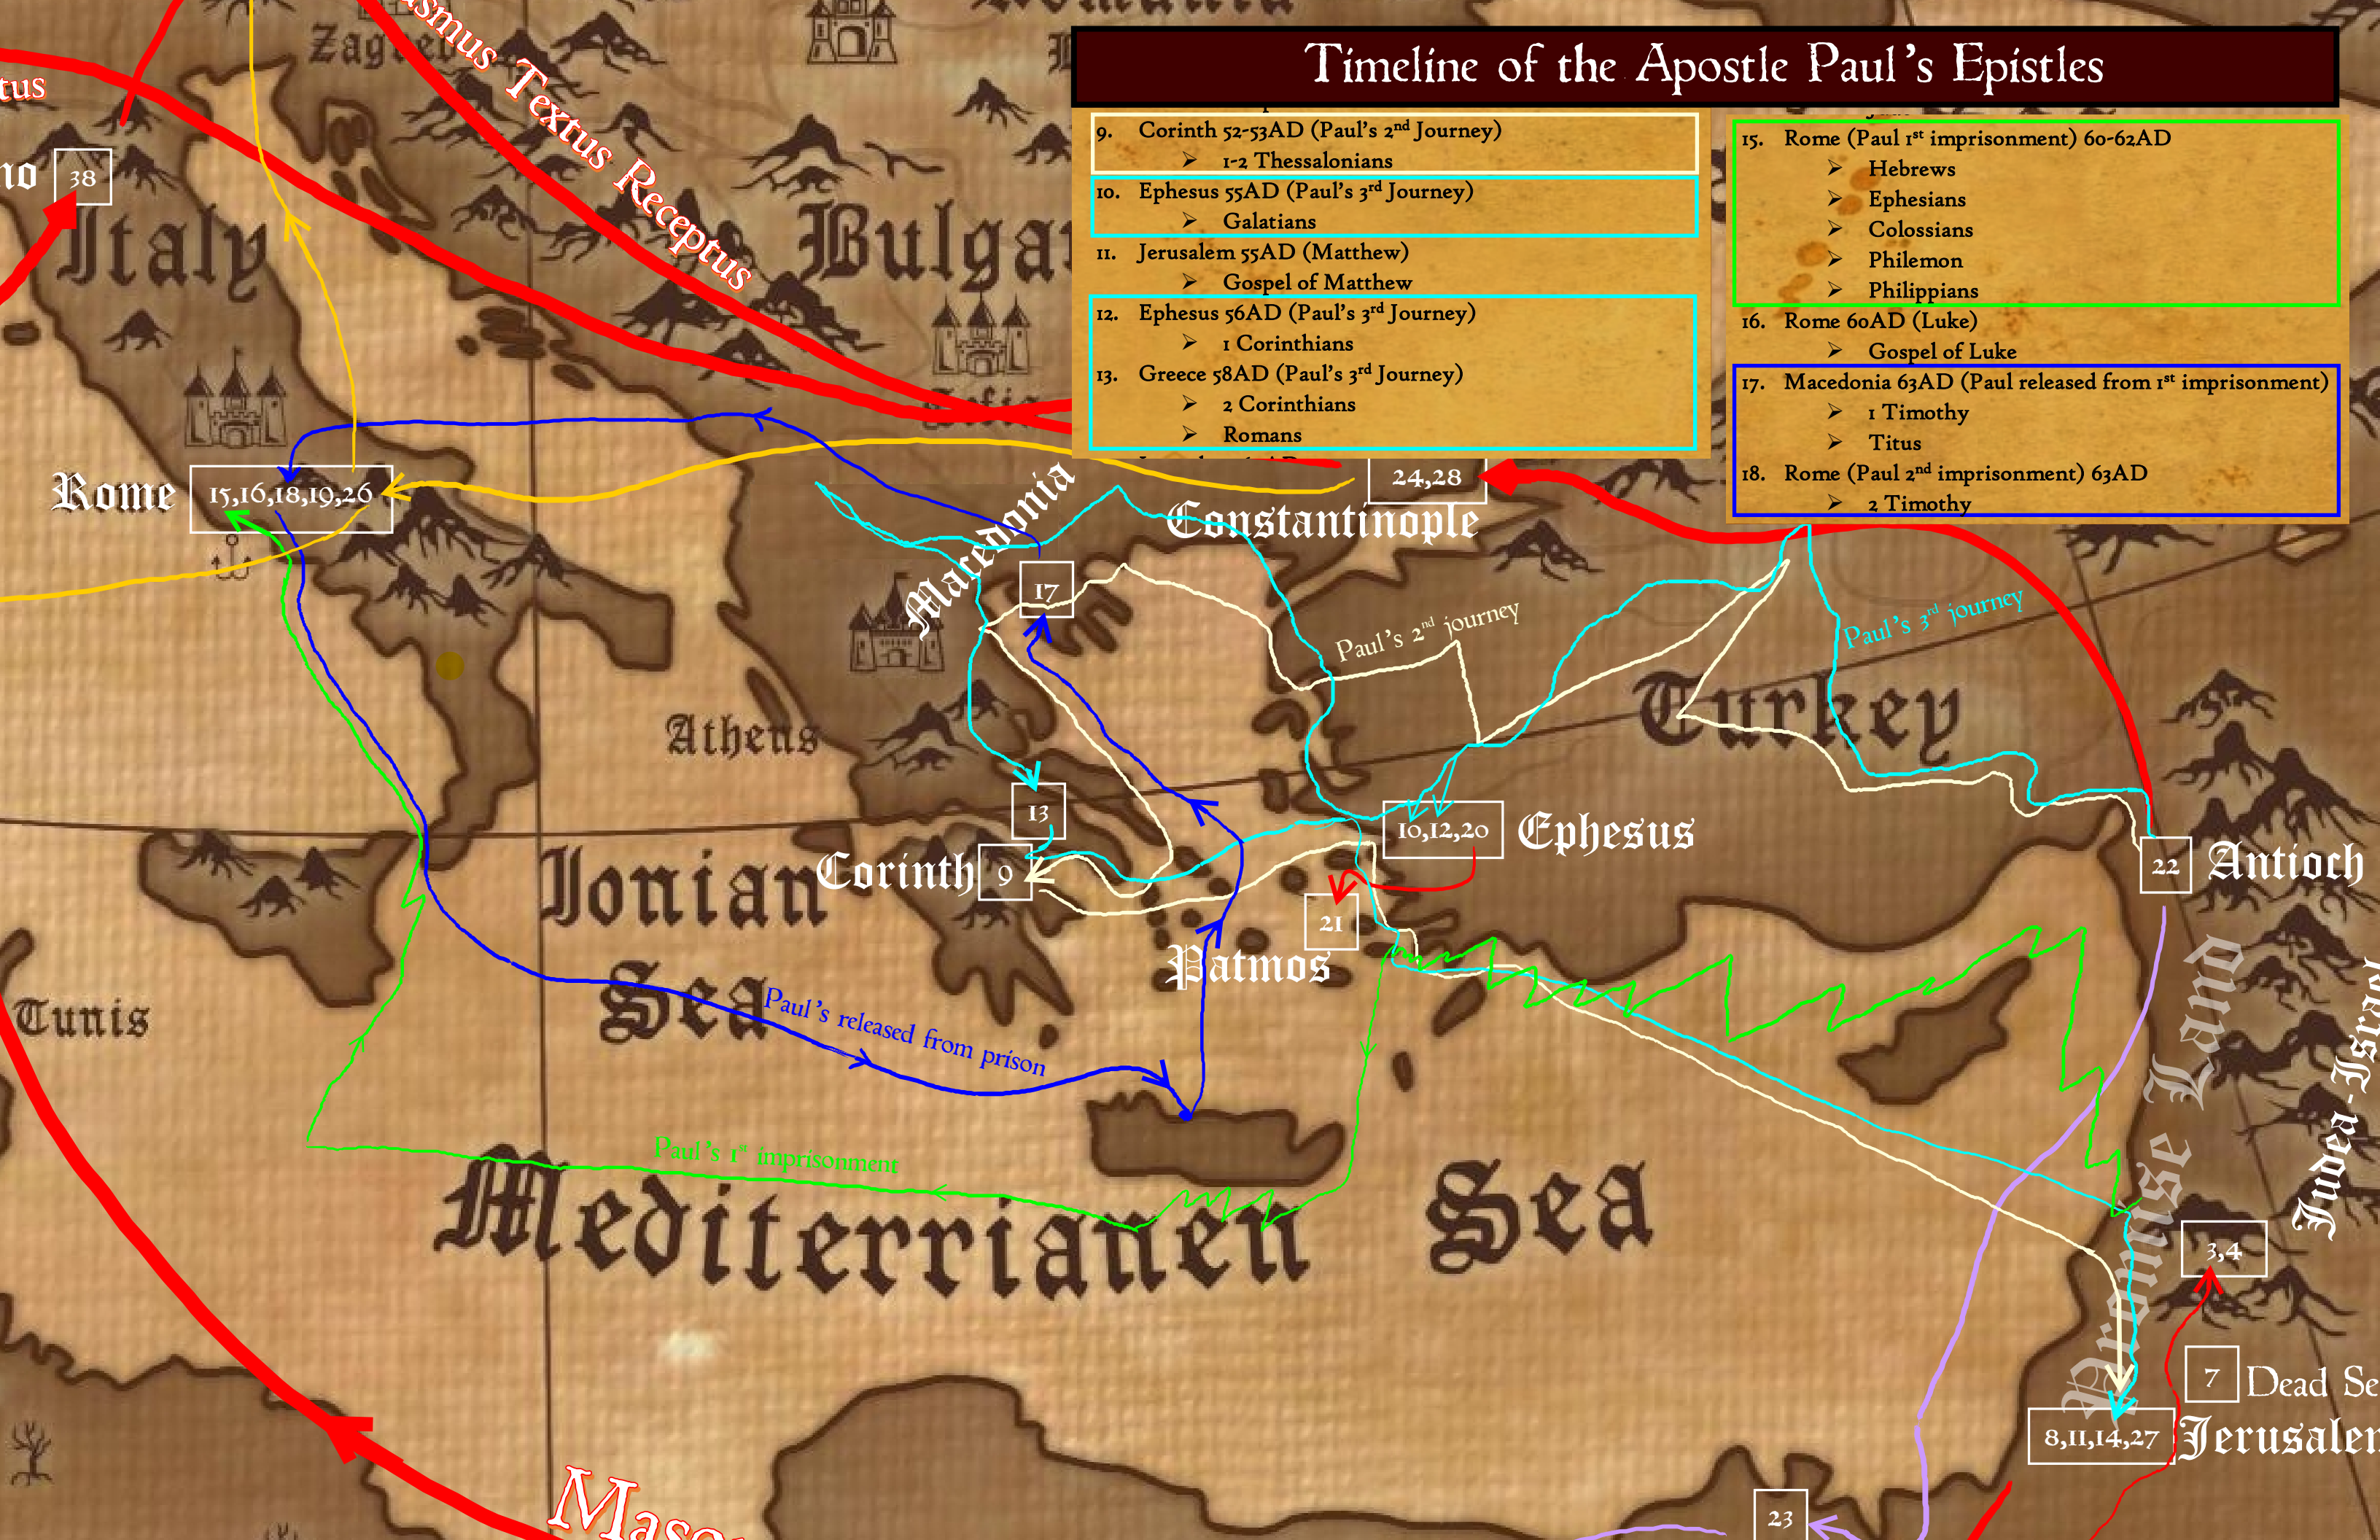 Timeline of the Apostle Paul's Epistles
9. Corinth 52-53AD (Paul's 2nd Journey)
➢ 1-2 Thessalonians
10. Ephesus 55AD (Paul's 3rd Journey)
➢ Galatians
11. Jerusalem 55AD (Matthew)
➢ Gospel of Matthew
12. Ephesus 56AD (Paul's 3rd Journey)
➢ 1 Corinthians
13. Greece 58AD (Paul's 3rd Journey)
➢ 2 Corinthians
➢ Romans
15. Rome (Paul 1st imprisonment) 60-62AD
➢ Hebrews
➢ Ephesians
➢ Colossians
➢ Philemon
➢ Philippians
16. Rome 60AD (Luke)
➢ Gospel of Luke
17. Macedonia 63AD (Paul released from 1st imprisonment)
➢ 1 Timothy
➢ Titus
18. Rome (Paul 2nd imprisonment) 63AD
➢ 2 Timothy
tus
asmus Textus Receptus
no
38
Italy
Bulga
Rome
15,16,18,19,26
24,28
Constantinople
Macedonia
17
Paul's 2nd journey
Paul's 3rd journey
Turkey
Athens
13
10,12,20
Ephesus
Corinth
9
22
Antioch
Ionian
Sea
21
Patmos
Tunis
Paul's released from prison
Promise Land
Judea-Israel
Paul's 1st imprisonment
Mediterrianen
Sea
3,4
7
Dead Se
8,11,14,27
Jerusalem
23
Maso